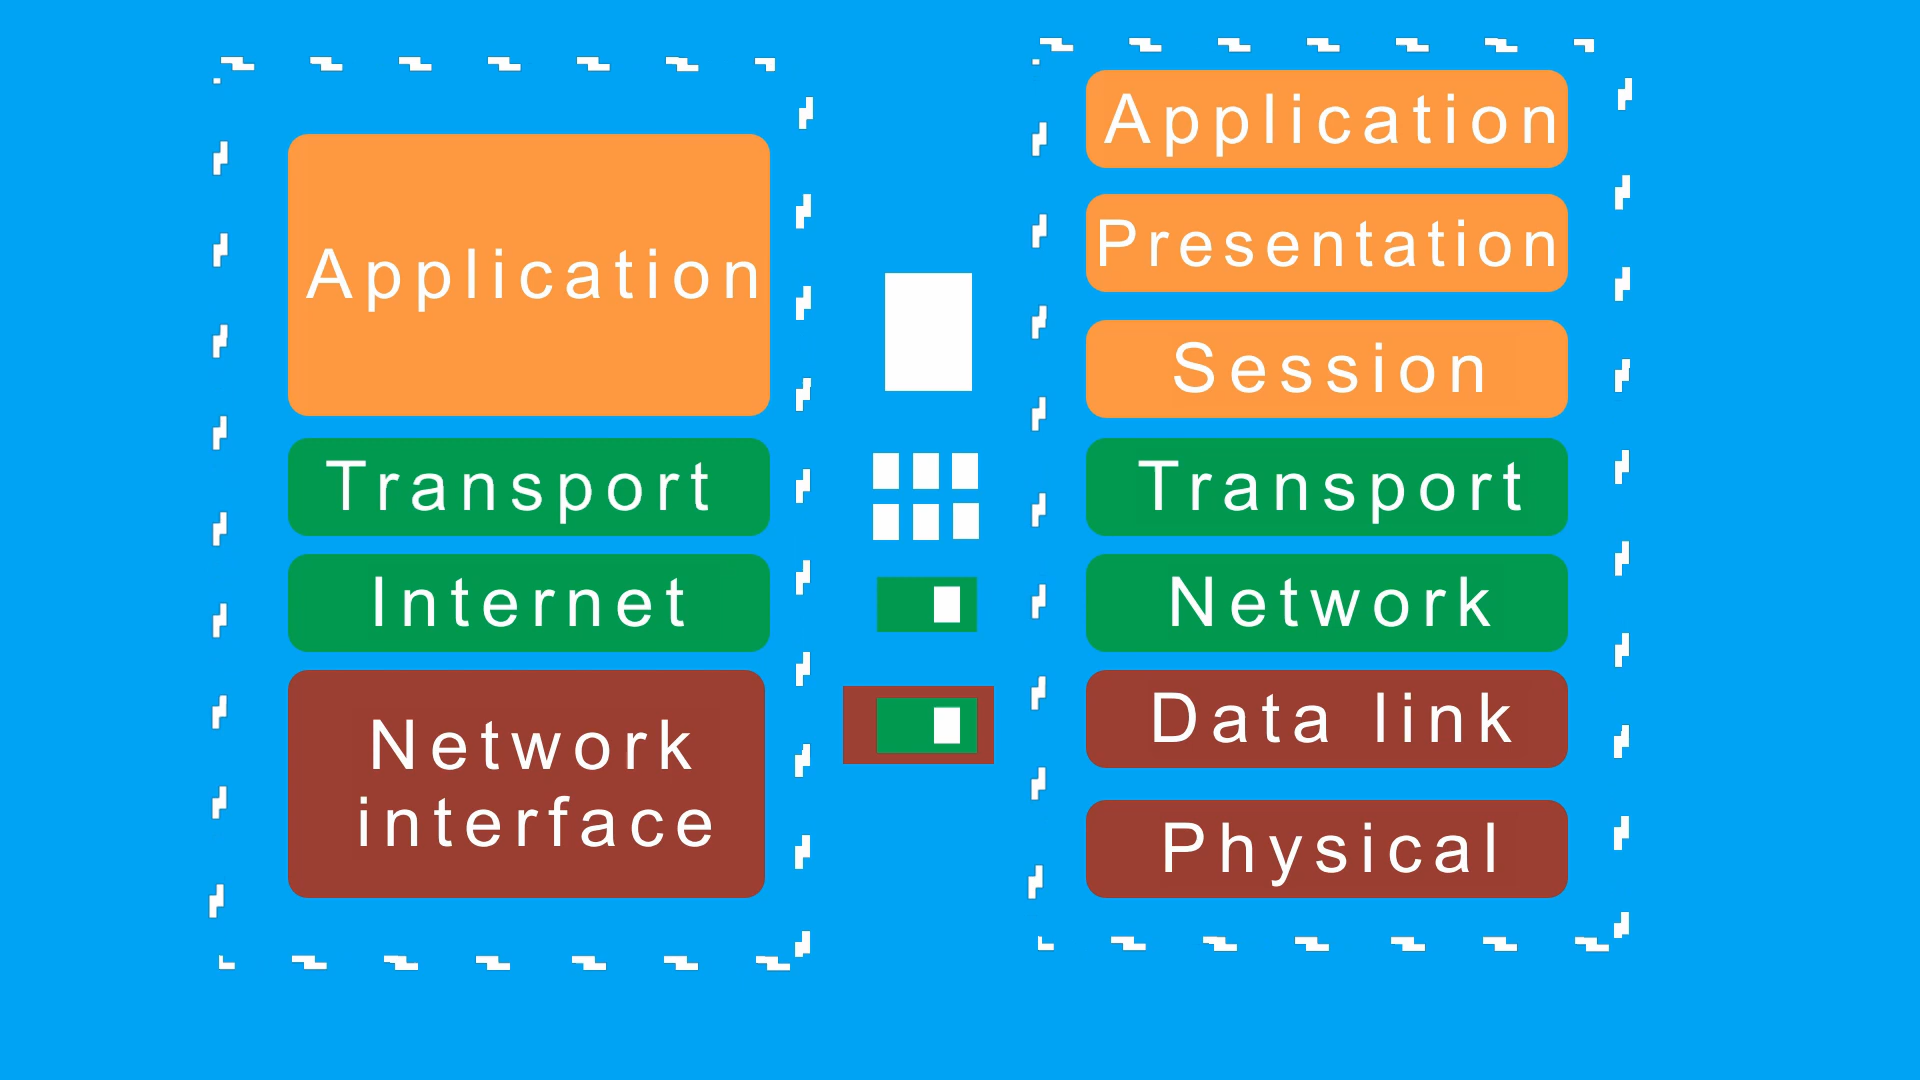 Application
Transport
Internet
Network
interface
Application
Presentation
Session
Transport
Network
Data link
Physical